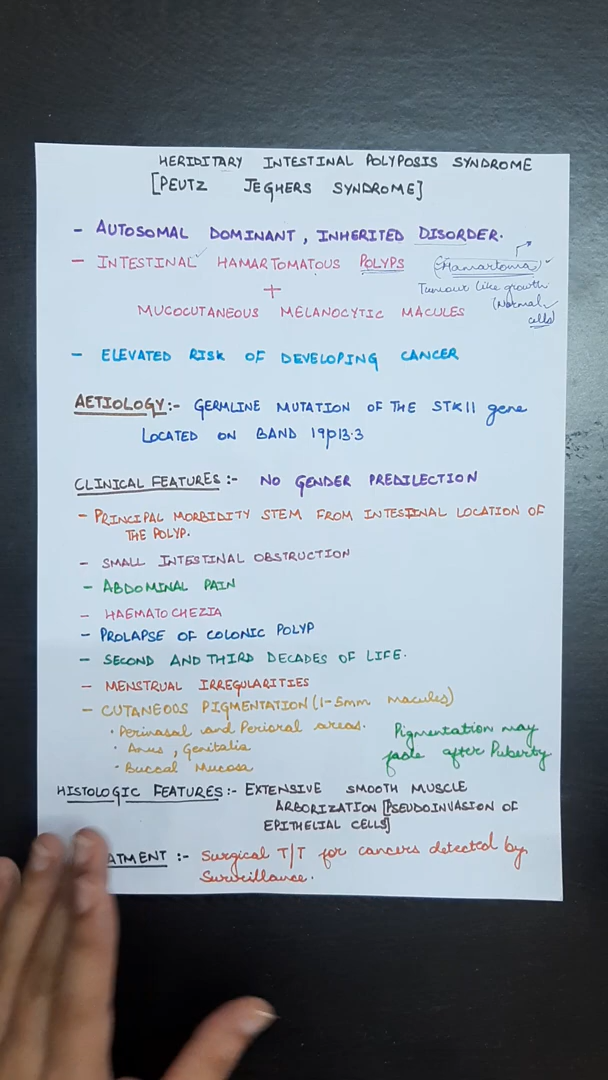 HERIDITARY INTESTINAL POLYPOSIS SYNDROME
[PEUTZ JEGHERS SYNDROME]
- AUTOSOMAL DOMINANT, INHERITED DISORDER.
- INTESTINAL HAMARTOMATOUS POLYPS (Hamartoma)
Tumour like growth
+
(Normal
cells)
MUCOCUTANEOUS MELANOCYTIC MACULES
- ELEVATED RISK OF DEVELOPING CANCER
AETIOLOGY:- GERMLINE MUTATION OF THE STK11 gene
LOCATED ON BAND 19p13.3
CLINICAL FEATURES:- NO GENDER PREDILECTION
- PRINCIPAL MORBIDITY STEM FROM INTESTINAL LOCATION OF
THE POLYP.
- SMALL INTESTINAL OBSTRUCTION
- ABDOMINAL PAIN
- HAEMATOCHEZIA
- PROLAPSE OF COLONIC POLYP
- SECOND AND THIRD DECADES OF LIFE.
- MENSTRUAL IRREGULARITIES
- CUTANEOUS PIGMENTATION (1-5mm macules)
• Perinasal and Perioral areas.
• Anus, Genitalia
• Buccal Mucosa
Pigmentation may
fade after Puberty
HISTOLOGIC FEATURES:- EXTENSIVE SMOOTH MUSCLE
ARBORIZATION [PSEUDOINVASION OF
EPITHELIAL CELLS]
ATMENT :- Surgical T/T for cancers detected by
Surveillance.